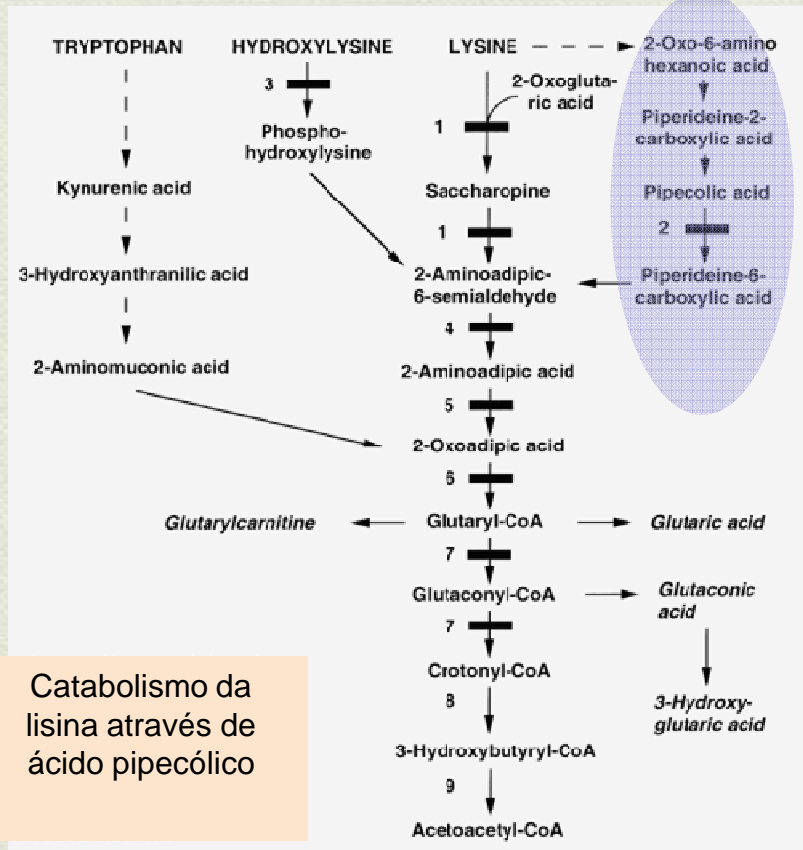 TRYPTOPHAN
HYDROXYLYSINE
LYSINE
2-Oxo-6-amino
hexanoic acid
3
2-Oxogluta-
ric acid
1
Phospho-
hydroxylysine
Piperideine-2-
carboxylic acid
Kynurenic acid
Saccharopine
Pipecolic acid
1
2
3-Hydroxyanthranilic acid
2-Aminoadipic-
6-semialdehyde
Piperideine-6-
carboxylic acid
4
2-Aminomuconic acid
2-Aminoadipic acid
5
2-Oxoadipic acid
6
Glutarylcarnitine
Glutaryl-CoA
Glutaric acid
7
Glutaconyl-CoA
Glutaconic
acid
7
Crotonyl-CoA
8
3-Hydroxy-
glutaric acid
3-Hydroxybutyryl-CoA
9
Acetoacetyl-CoA
Catabolismo da
lisina através de
ácido pipecólico